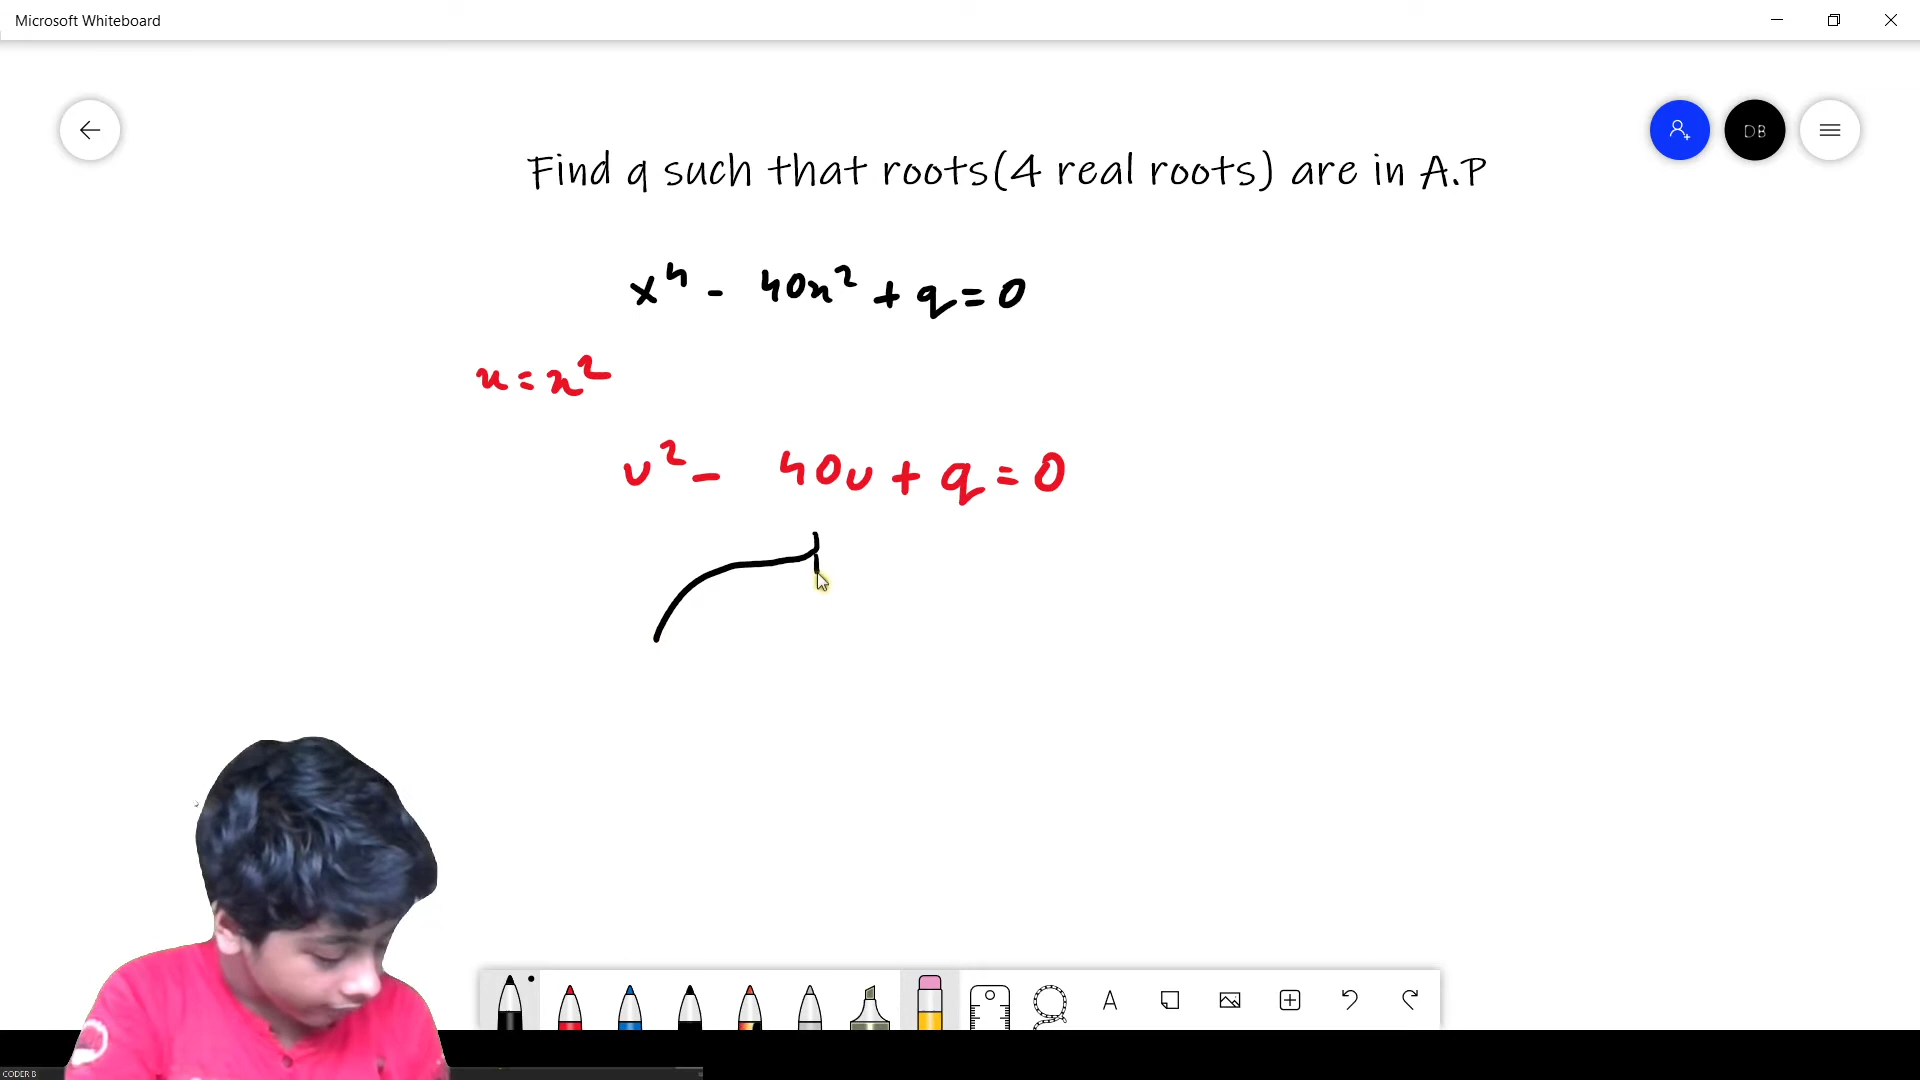 Microsoft Whiteboard
DB
Find q such that roots(4 real roots) are in A.P
x⁴ - 40x² + q = 0
u = x²
u² - 40u + q = 0
A
CODER B